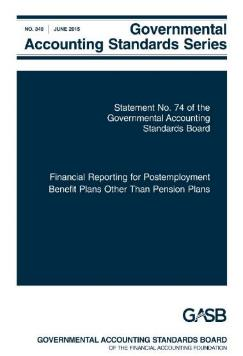 NO. 348 | JUNE 2015
Governmental
Accounting Standards Series
Statement No. 74 of the
Governmental Accounting
Standards Board
Financial Reporting for Postemployment
Benefit Plans Other Than Pension Plans
GASB
GOVERNMENTAL ACCOUNTING STANDARDS BOARD
OF THE FINANCIAL ACCOUNTING FOUNDATION